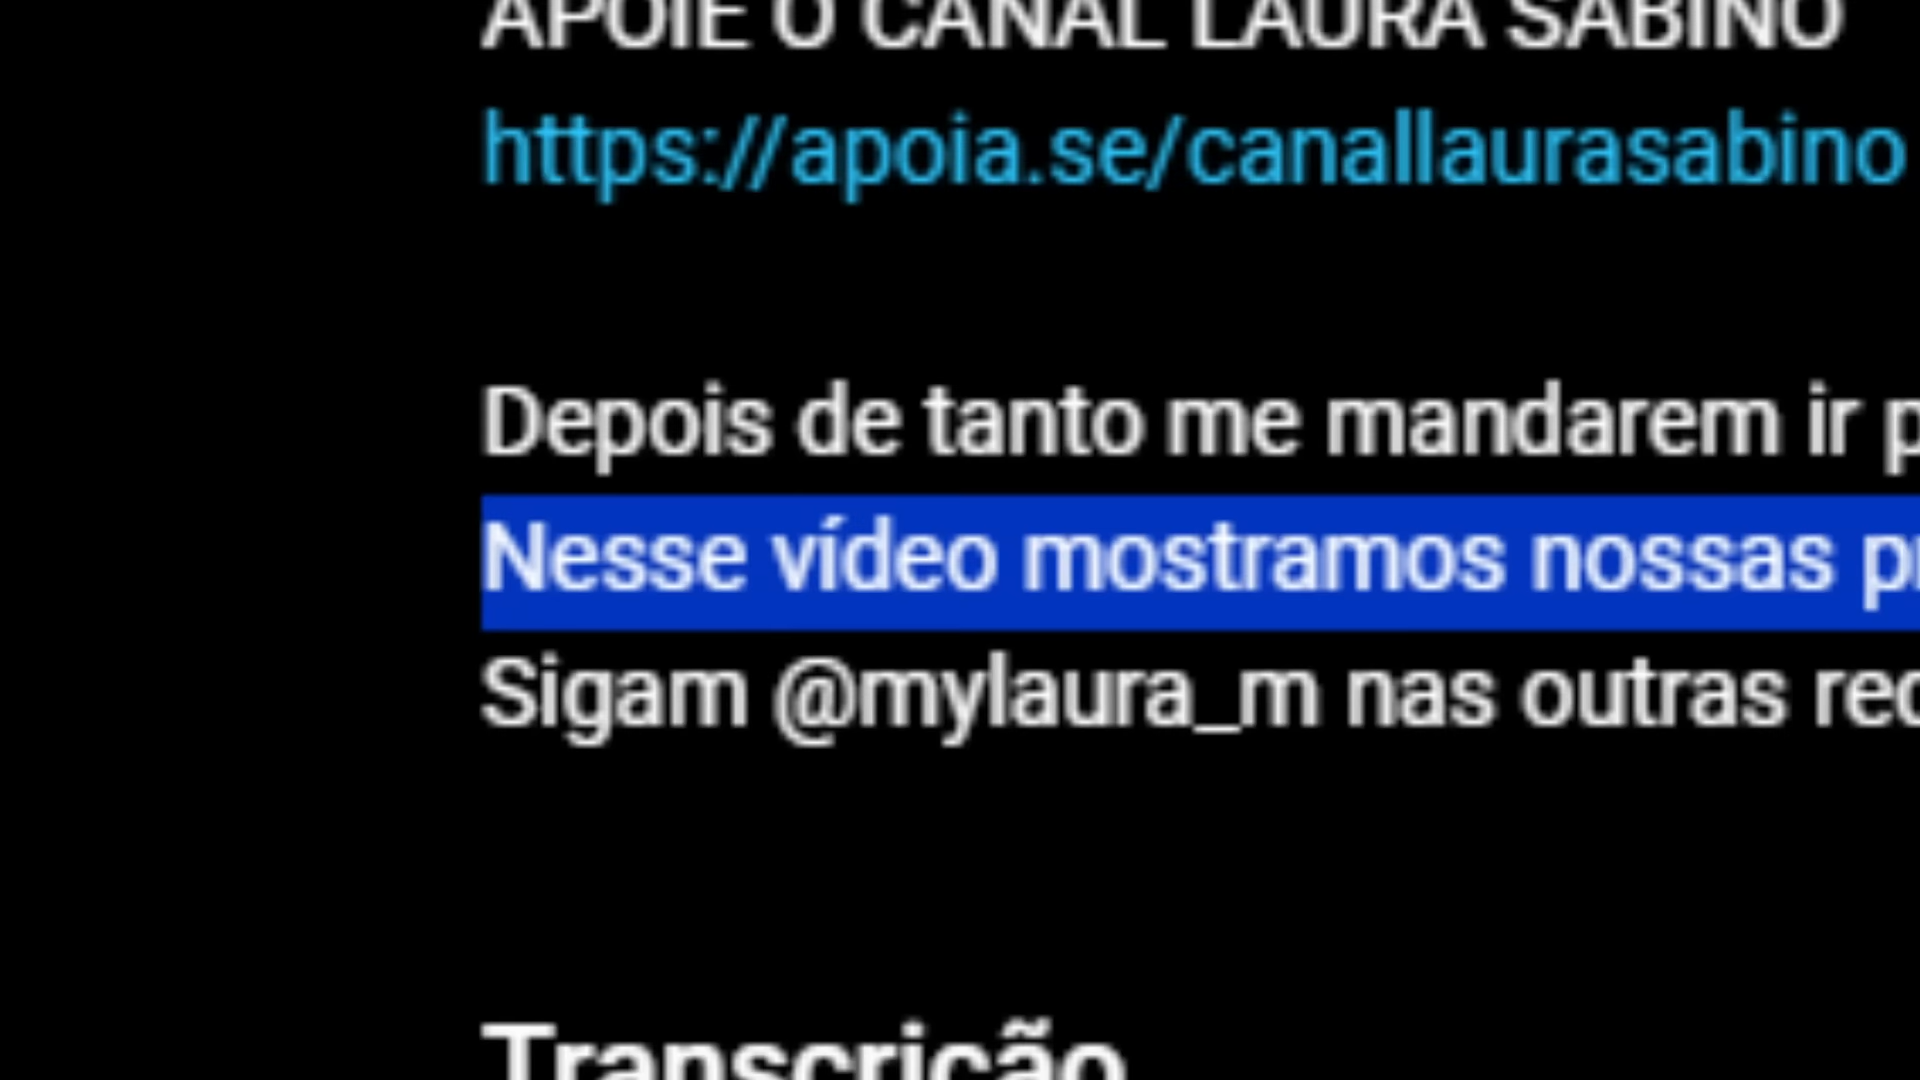 APOIE O CANAL LAURA SABINO
https://apoia.se/canallaurasabino
Depois de tanto me mandarem ir
Nesse vídeo mostramos nossas
Sigam @mylaura_m nas outras
Transcrição